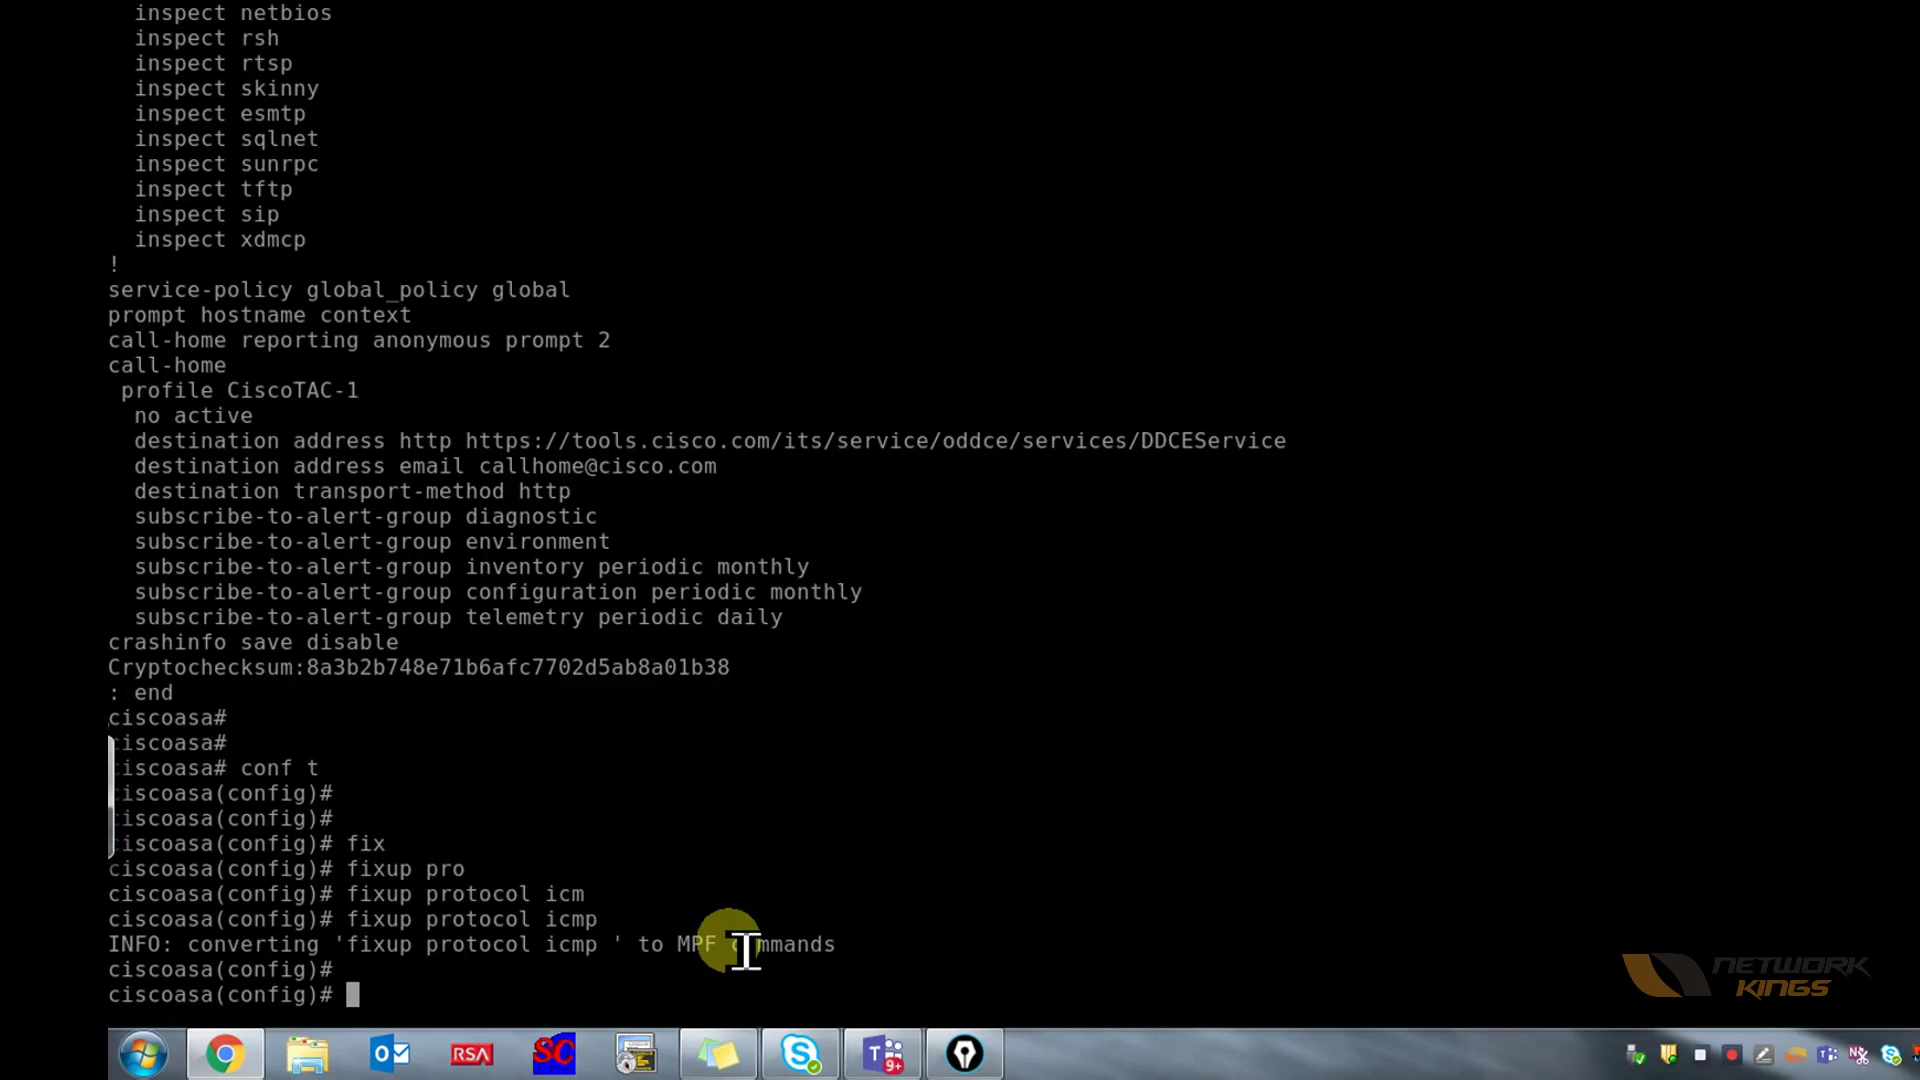 inspect netbios
inspect rsh
inspect rtsp
inspect skinny
inspect esmtp
inspect sqlnet
inspect sunrpc
inspect tftp
inspect sip
inspect xdmcp
!
service-policy global_policy global
prompt hostname context
call-home reporting anonymous prompt 2
call-home
profile CiscoTAC-1
no active
destination address http https://tools.cisco.com/its/service/oddce/services/DDCEService
destination address email callhome@cisco.com
destination transport-method http
subscribe-to-alert-group diagnostic
subscribe-to-alert-group environment
subscribe-to-alert-group inventory periodic monthly
subscribe-to-alert-group configuration periodic monthly
subscribe-to-alert-group telemetry periodic daily
crashinfo save disable
Cryptochecksum:8a3b2b748e71b6afc7702d5ab8a01b38
: end
ciscoasa#
ciscoasa#
ciscoasa# conf t
ciscoasa(config)#
ciscoasa(config)#
ciscoasa(config)# fix
ciscoasa(config)# fixup pro
ciscoasa(config)# fixup protocol icm
ciscoasa(config)# fixup protocol icmp
INFO: converting 'fixup protocol icmp ' to MPF commands
ciscoasa(config)#
ciscoasa(config)#
NETWORK
KINGS
RSA
SC
9+